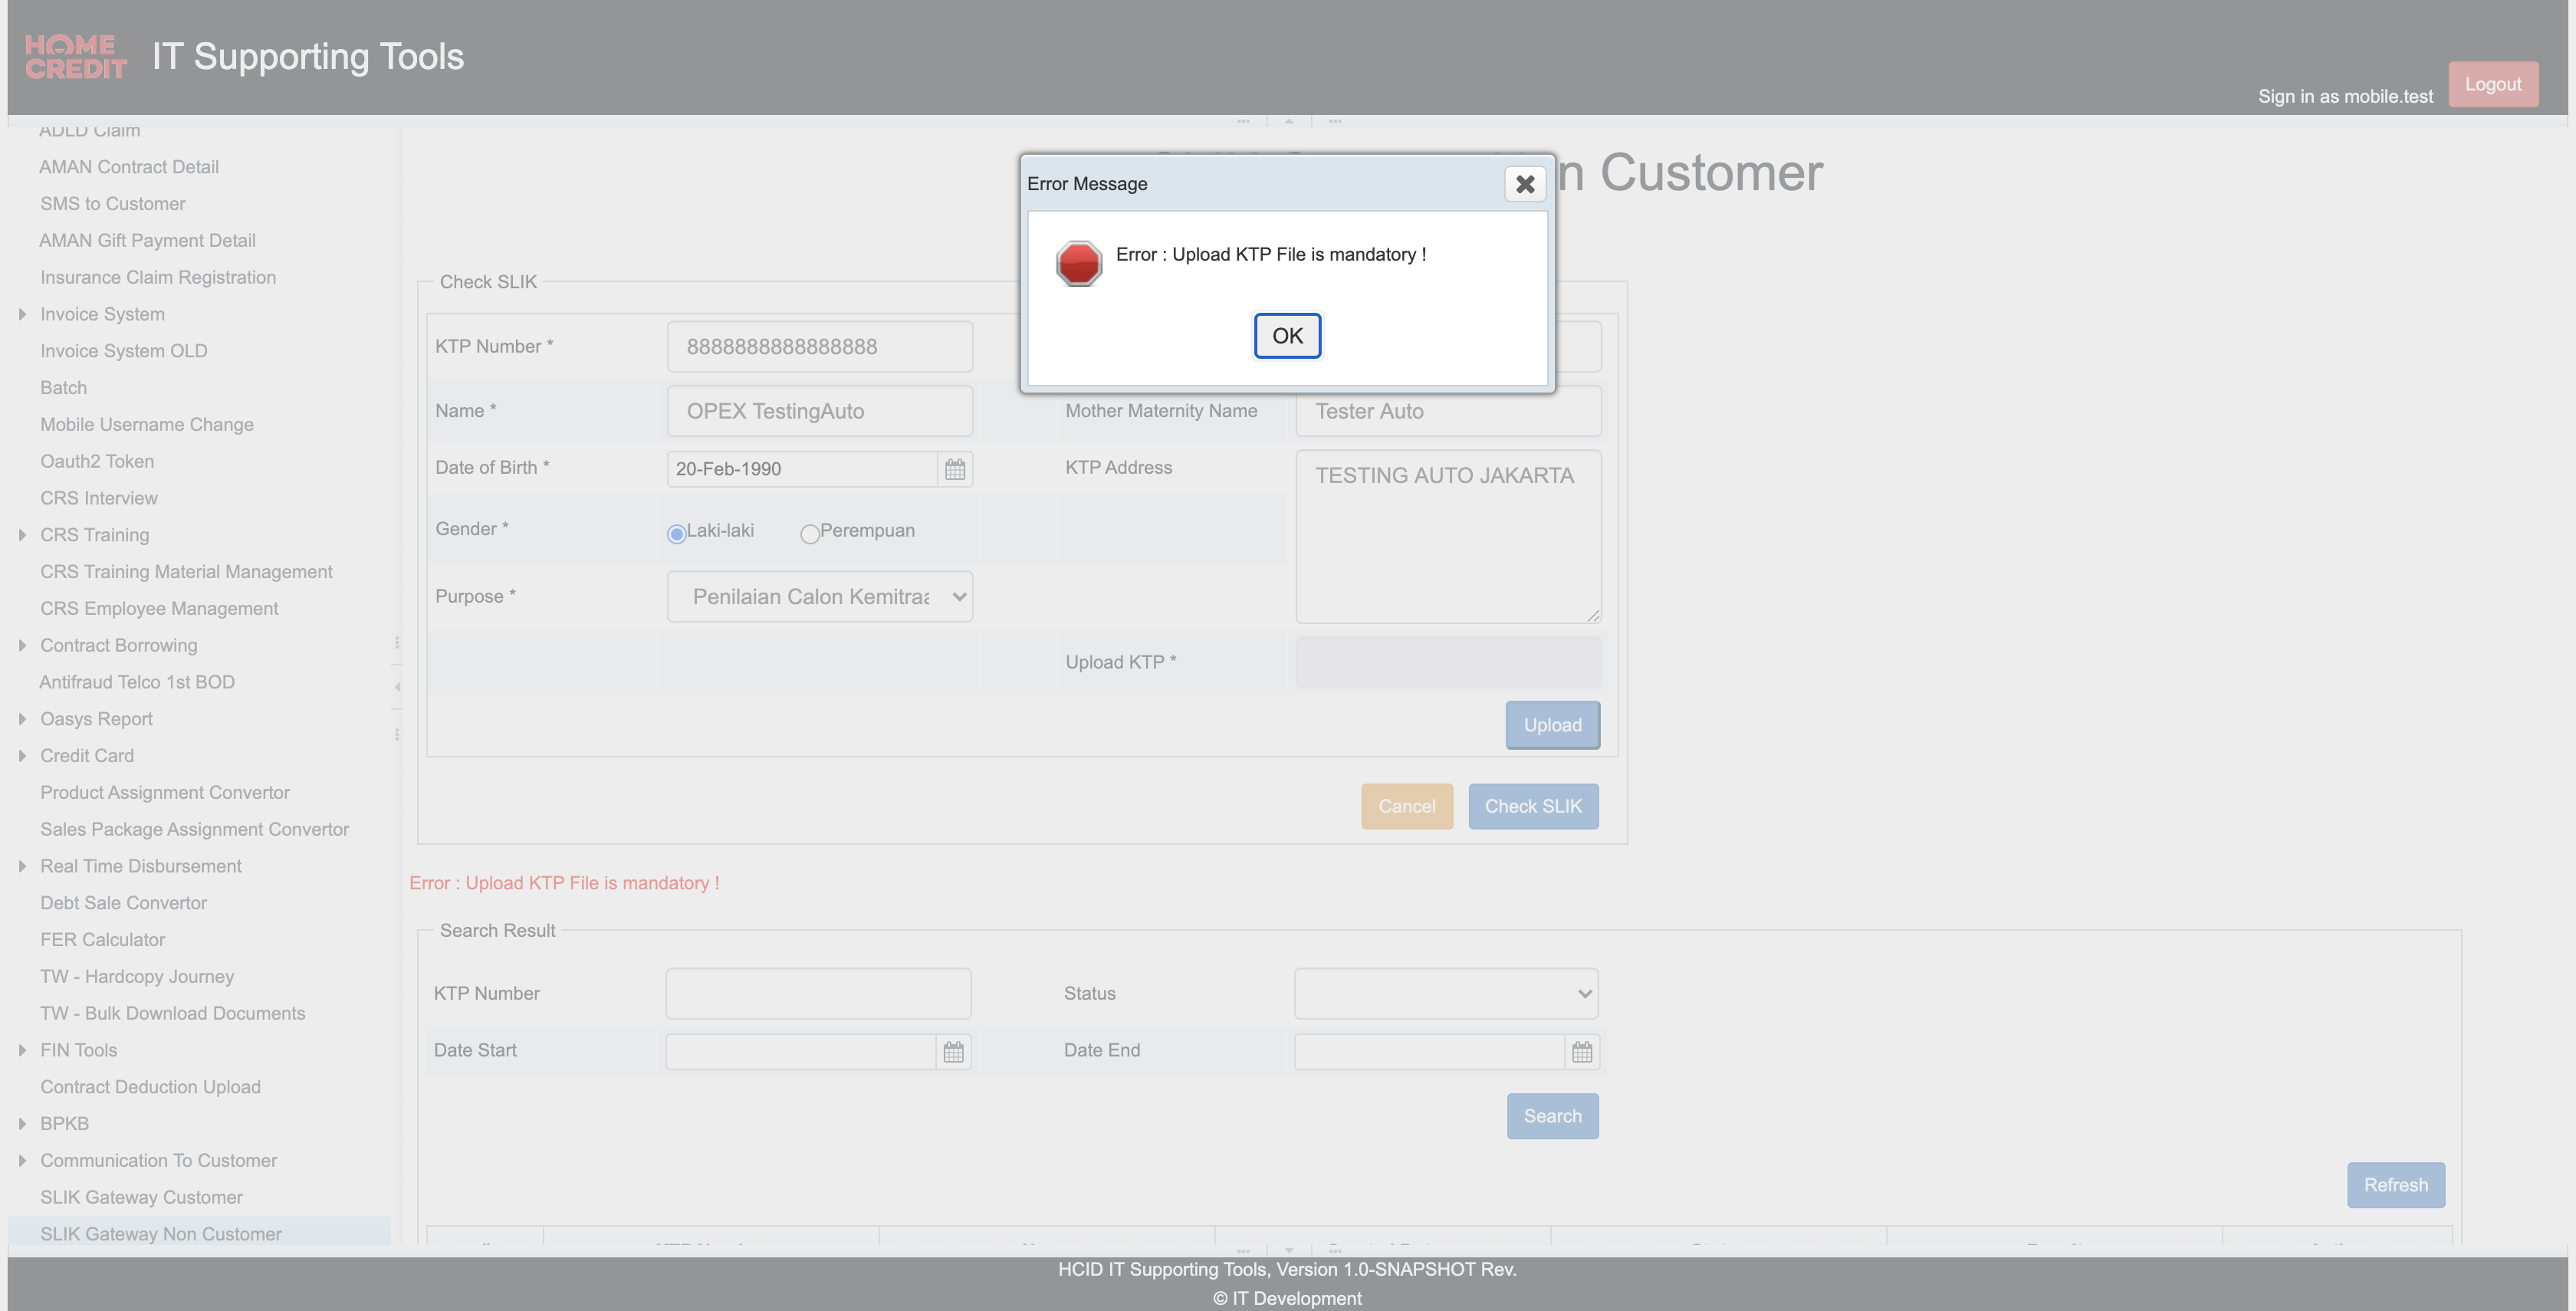 HOME
CREDIT
IT Supporting Tools
Sign in as mobile.test
Logout
ADLD Claim
AMAN Contract Detail
SMS to Customer
AMAN Gift Payment Detail
Insurance Claim Registration
Invoice System
Invoice System OLD
Batch
Mobile Username Change
Oauth2 Token
CRS Interview
CRS Training
CRS Training Material Management
CRS Employee Management
Contract Borrowing
Antifraud Telco 1st BOD
Oasys Report
Credit Card
Product Assignment Convertor
Sales Package Assignment Convertor
Real Time Disbursement
Debt Sale Convertor
FER Calculator
TW - Hardcopy Journey
TW - Bulk Download Documents
FIN Tools
Contract Deduction Upload
BPKB
Communication To Customer
SLIK Gateway Customer
SLIK Gateway Non Customer
n Customer
Error Message
Error : Upload KTP File is mandatory !
OK
Check SLIK
KTP Number *
8888888888888888
Name *
OPEX TestingAuto
Mother Maternity Name
Tester Auto
Date of Birth *
20-Feb-1990
KTP Address
TESTING AUTO JAKARTA
Gender *
Laki-laki
Perempuan
Purpose *
Penilaian Calon Kemitraa
Upload KTP *
Upload
Cancel
Check SLIK
Error : Upload KTP File is mandatory !
Search Result
KTP Number
Status
Date Start
Date End
Search
Refresh
HCID IT Supporting Tools, Version 1.0-SNAPSHOT Rev.
© IT Development